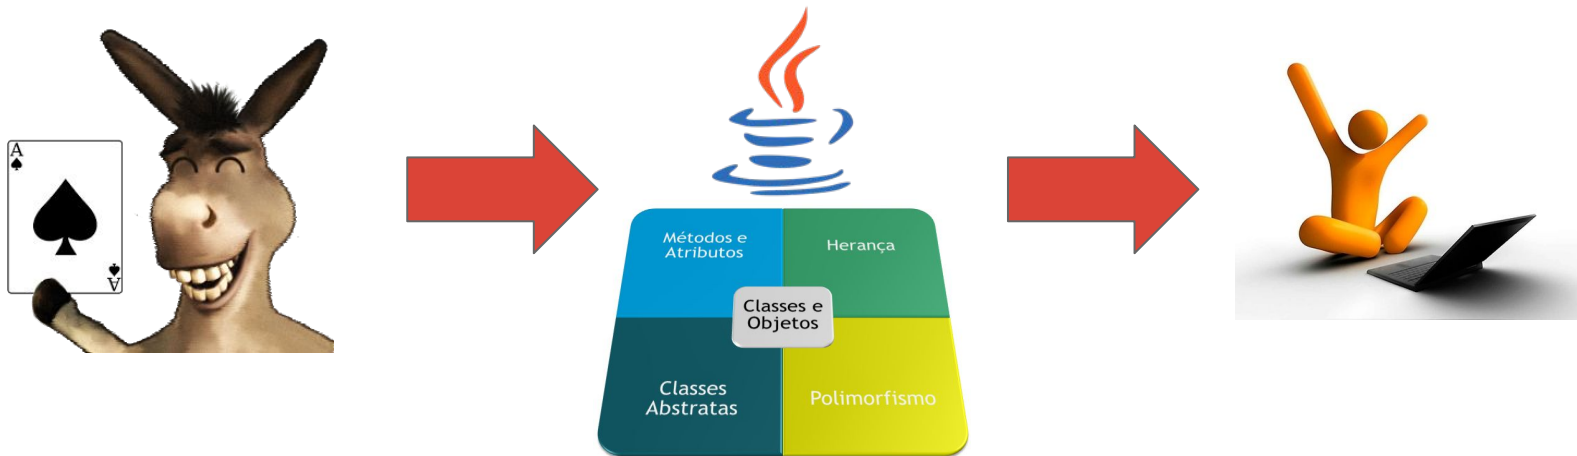 A
A
Métodos e
Atributos
Herança
Classes e
Objetos
Classes
Abstratas
Polimorfismo